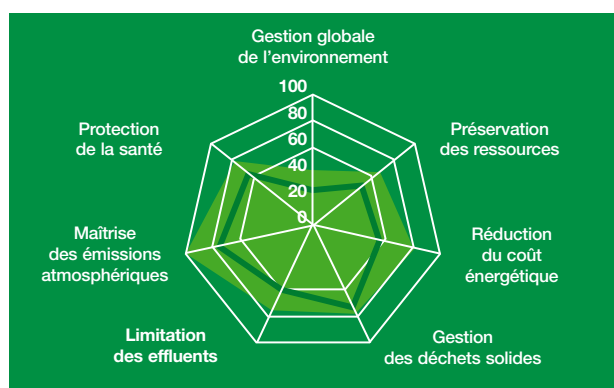 Gestion globale
de l’environnement
100
80
60
40
20
0
Préservation
des ressources
Réduction
du coût
énergétique
Gestion
des déchets solides
Limitation
des effluents
Maîtrise
des émissions
atmosphériques
Protection
de la santé